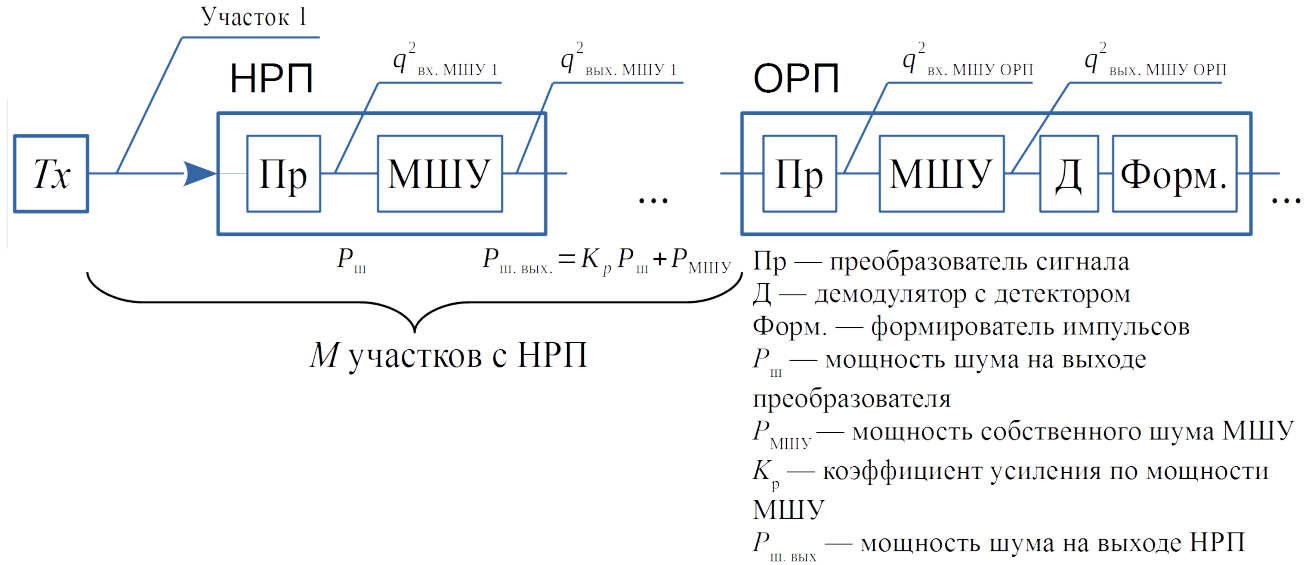 Участок 1
НРП
q²вх. МШУ 1
q²вых. МШУ 1
ОРП
q²вх. МШУ ОРП
q²вых. МШУ ОРП
Tx
Пр
МШУ
...
Пр
МШУ
Д
Форм.
...
Pш
Pш. вых. = Kp Pш + PМШУ
M участков с НРП
Пр — преобразователь сигнала
Д — демодулятор с детектором
Форм. — формирователь импульсов
Pш — мощность шума на выходе
преобразователя
PМШУ — мощность собственного шума МШУ
Kр — коэффициент усиления по мощности
МШУ
Pш. вых — мощность шума на выходе НРП